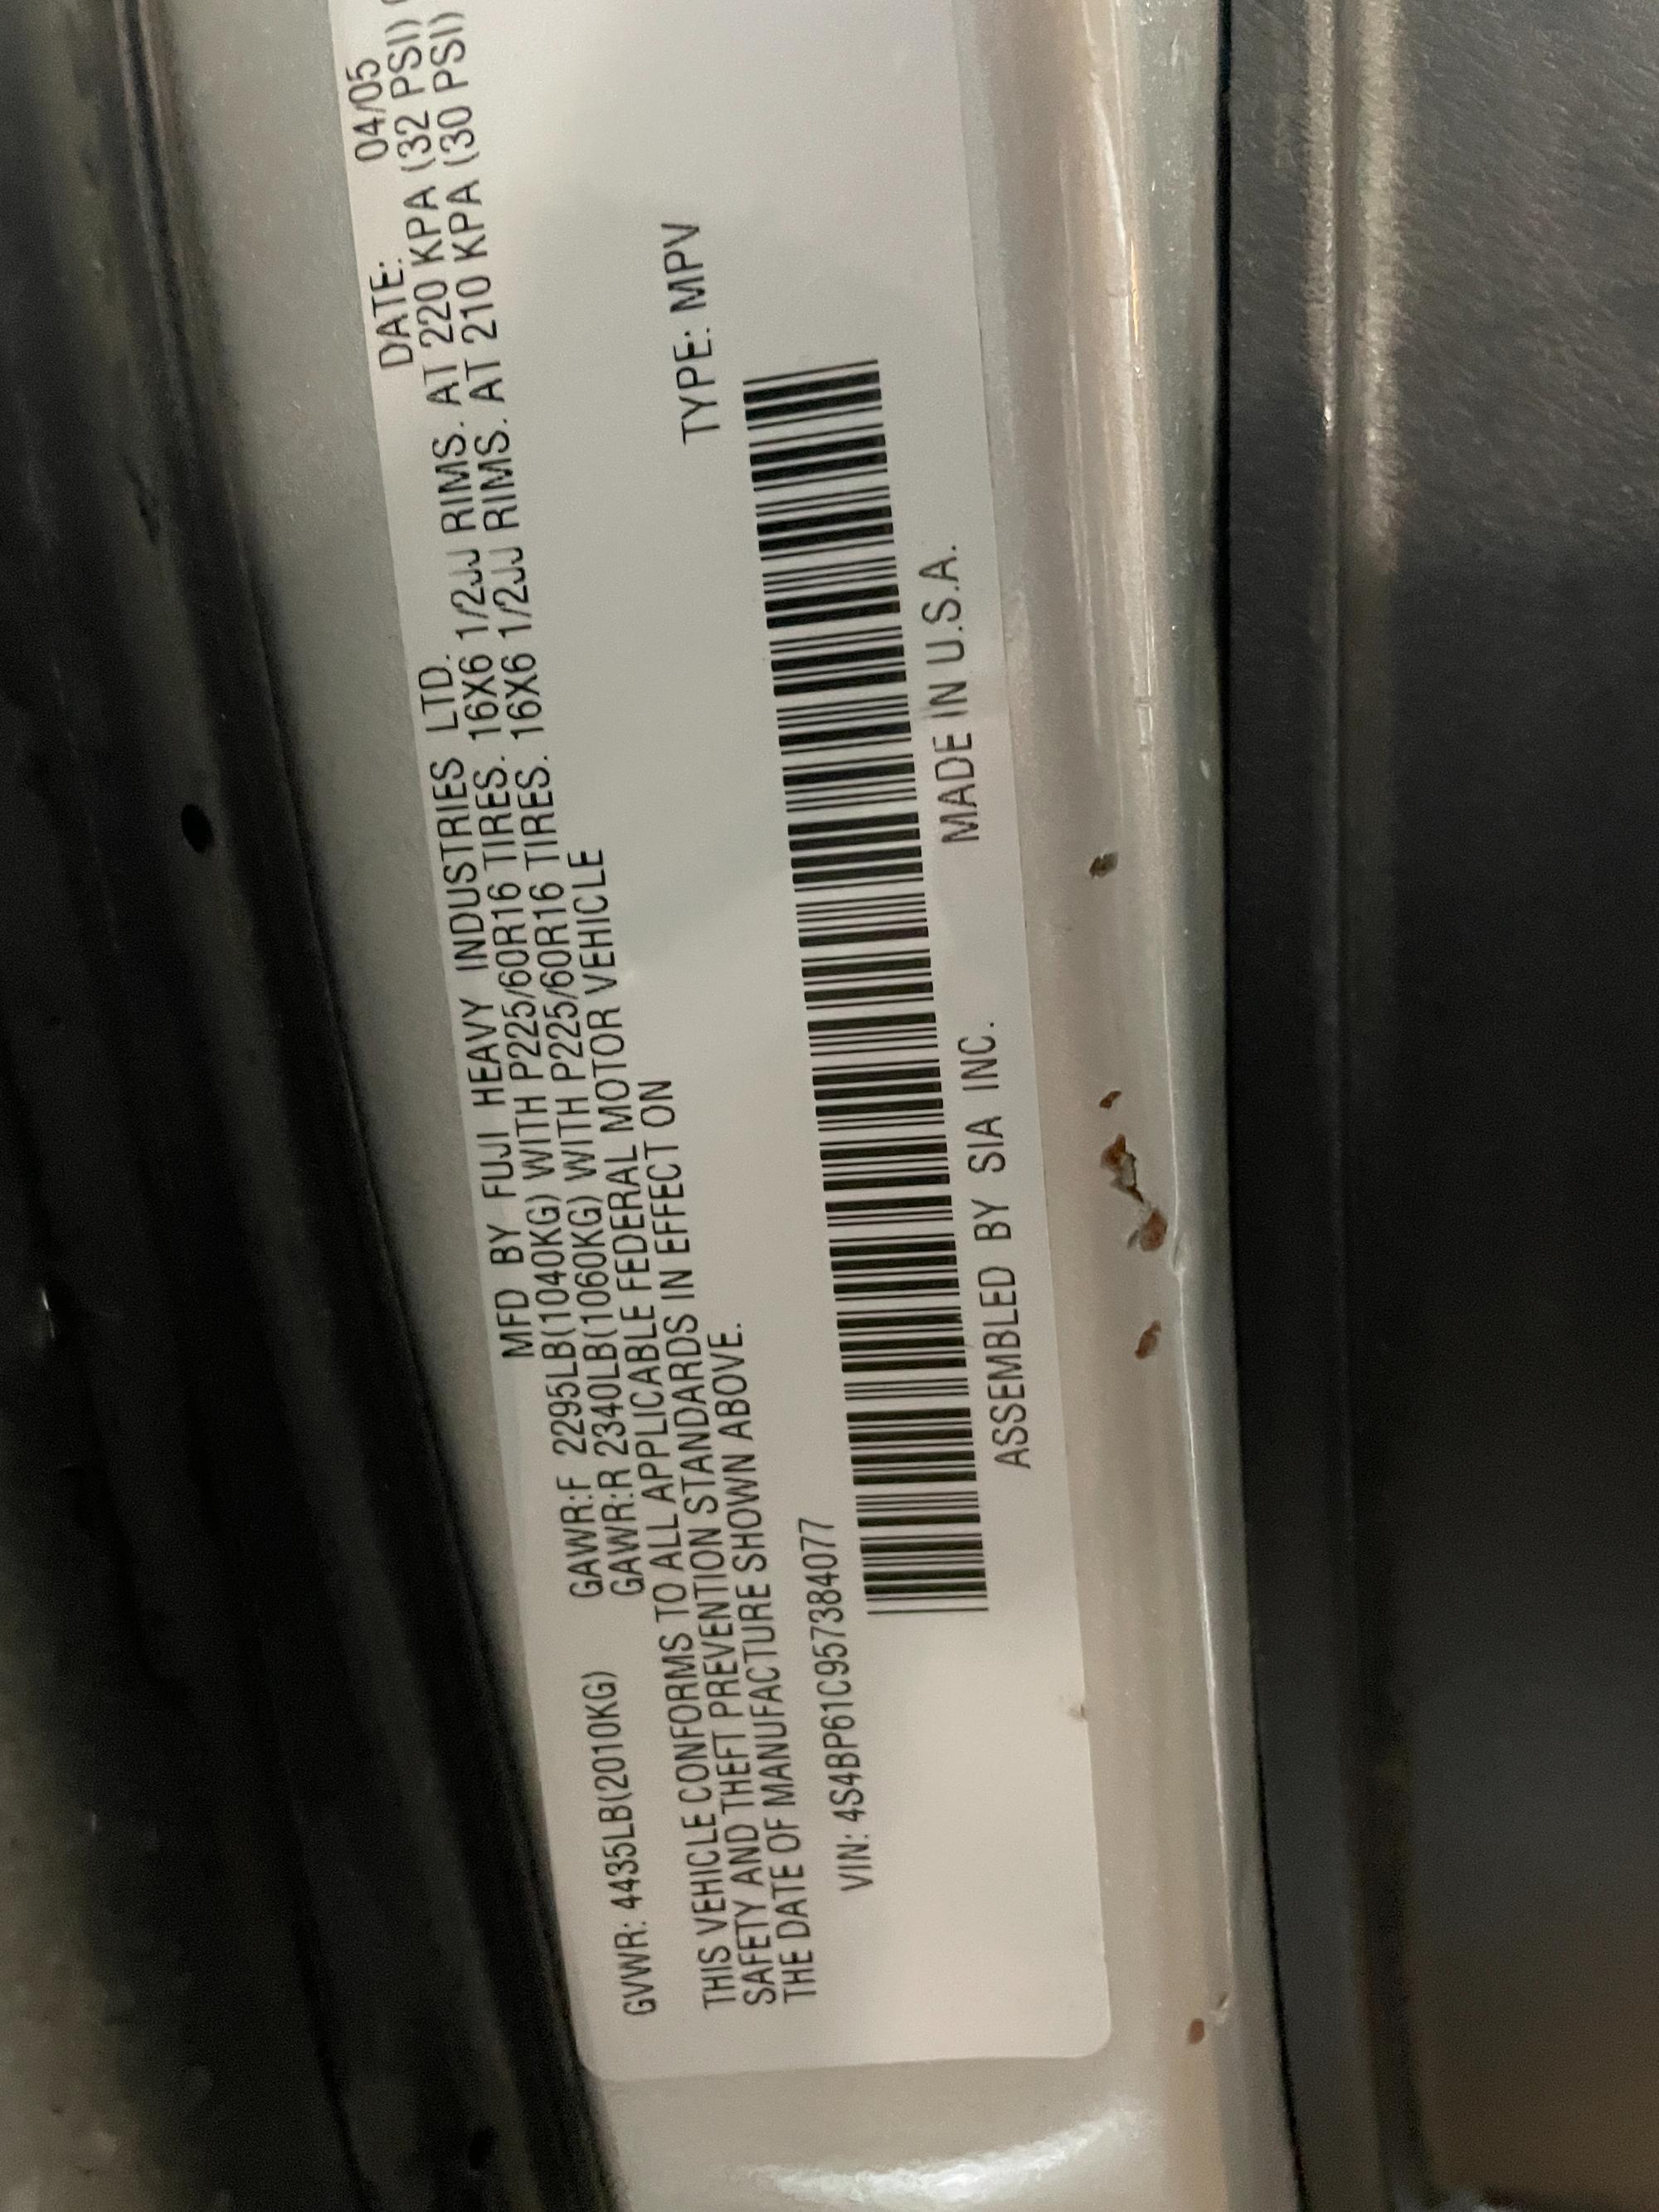 MFD BY FUJI HEAVY INDUSTRIES LTD. DATE: 04/05
GVWR: 4435LB(2010KG) GAWR:F 2295LB(1040KG) WITH P225/60R16 TIRES. 16X6 1/2JJ RIMS. AT 220 KPA (32 PSI)
GAWR:R 2340LB(1060KG) WITH P225/60R16 TIRES. 16X6 1/2JJ RIMS. AT 210 KPA (30 PSI)
THIS VEHICLE CONFORMS TO ALL APPLICABLE FEDERAL MOTOR VEHICLE
SAFETY AND THEFT PREVENTION STANDARDS IN EFFECT ON
THE DATE OF MANUFACTURE SHOWN ABOVE.
VIN: 4S4BP61C957384077 TYPE: MPV
ASSEMBLED BY SIA INC. MADE IN U.S.A.